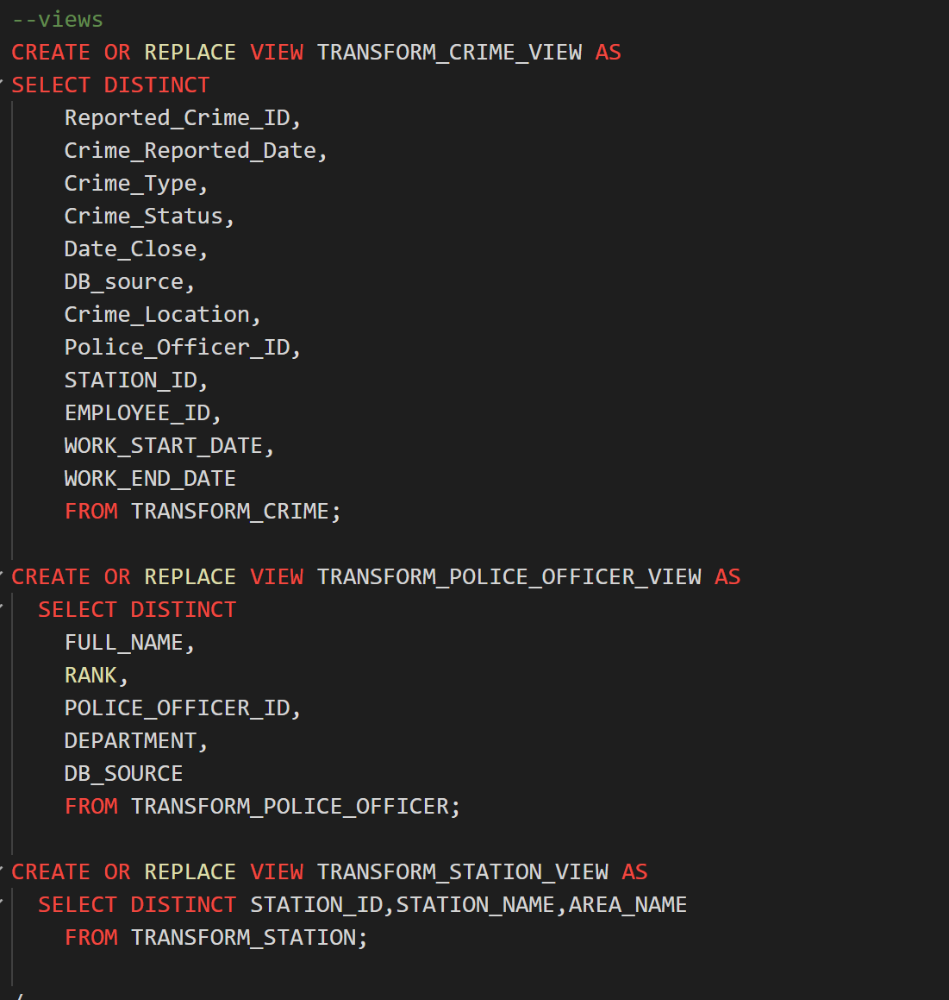 --views
CREATE OR REPLACE VIEW TRANSFORM_CRIME_VIEW AS
SELECT DISTINCT
Reported_Crime_ID,
Crime_Reported_Date,
Crime_Type,
Crime_Status,
Date_Close,
DB_source,
Crime_Location,
Police_Officer_ID,
STATION_ID,
EMPLOYEE_ID,
WORK_START_DATE,
WORK_END_DATE
FROM TRANSFORM_CRIME;
CREATE OR REPLACE VIEW TRANSFORM_POLICE_OFFICER_VIEW AS
SELECT DISTINCT
FULL_NAME,
RANK,
POLICE_OFFICER_ID,
DEPARTMENT,
DB_SOURCE
FROM TRANSFORM_POLICE_OFFICER;
CREATE OR REPLACE VIEW TRANSFORM_STATION_VIEW AS
SELECT DISTINCT STATION_ID,STATION_NAME,AREA_NAME
FROM TRANSFORM_STATION;